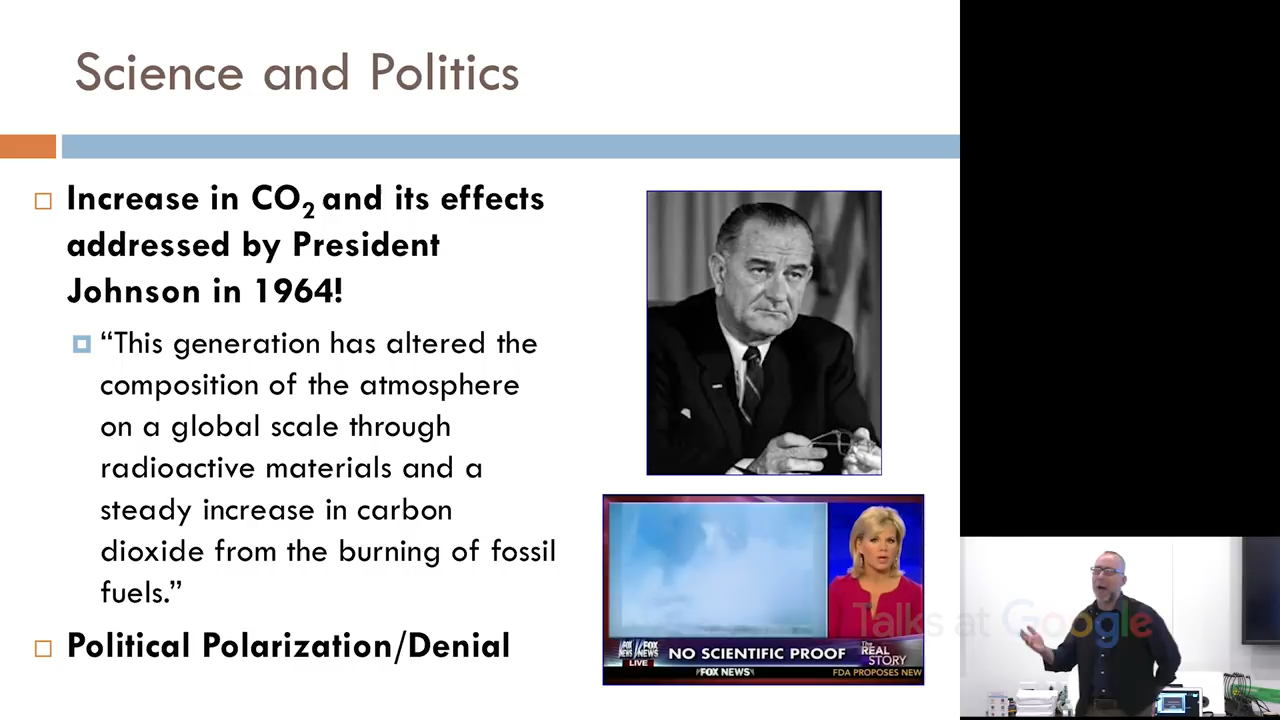 Science and Politics
Increase in CO₂ and its effects
addressed by President
Johnson in 1964!
“This generation has altered the
composition of the atmosphere
on a global scale through
radioactive materials and a
steady increase in carbon
dioxide from the burning of fossil
fuels.”
Political Polarization/Denial
FOX NEWS
FOX NEWS
LIVE
NO SCIENTIFIC PROOF
The REAL STORY
FOX NEWS
FDA PROPOSES NEW
Talks at Google